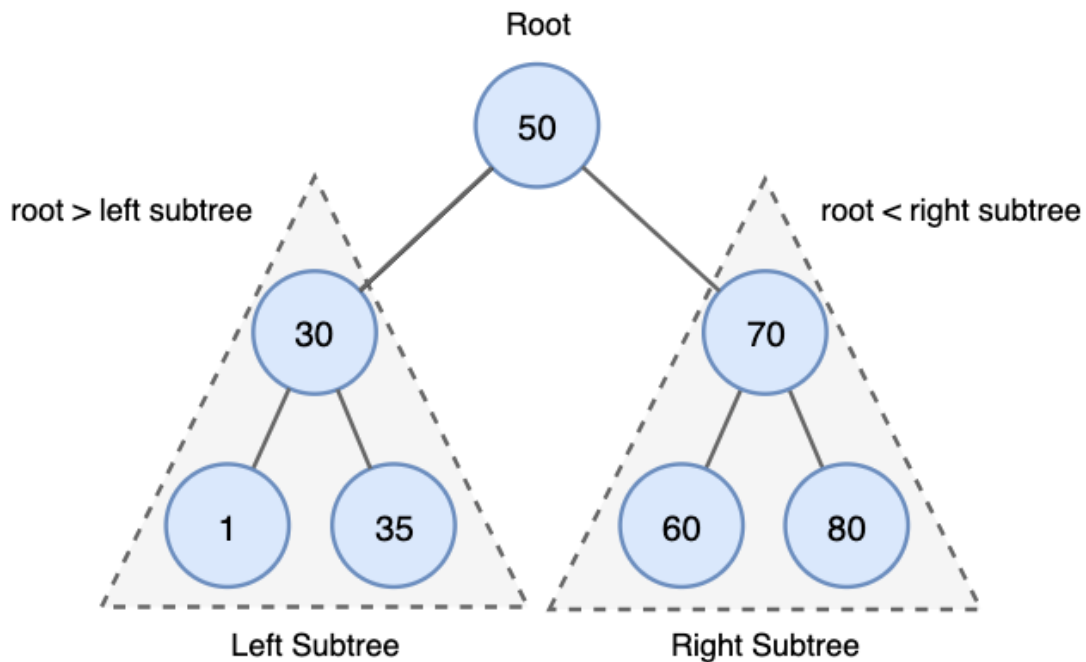 Root
50
root > left subtree
root < right subtree
30
70
1
35
60
80
Left Subtree
Right Subtree